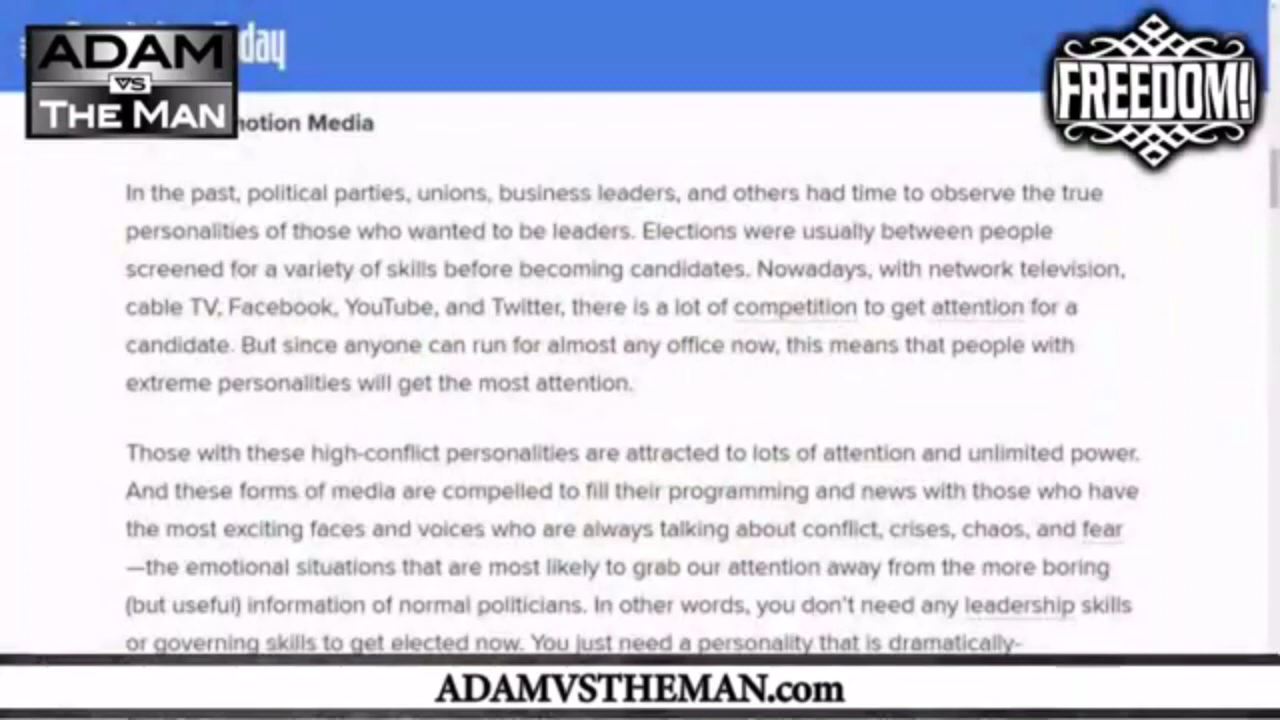 ADAM
VS
THE MAN
day
FREEDOM!
notion Media
In the past, political parties, unions, business leaders, and others had time to observe the true
personalities of those who wanted to be leaders. Elections were usually between people
screened for a variety of skills before becoming candidates. Nowadays, with network television,
cable TV, Facebook, YouTube, and Twitter, there is a lot of competition to get attention for a
candidate. But since anyone can run for almost any office now, this means that people with
extreme personalities will get the most attention.
Those with these high-conflict personalities are attracted to lots of attention and unlimited power.
And these forms of media are compelled to fill their programming and news with those who have
the most exciting faces and voices who are always talking about conflict, crises, chaos, and fear
—the emotional situations that are most likely to grab our attention away from the more boring
(but useful) information of normal politicians. In other words, you don't need any leadership skills
or governing skills to get elected now. You just need a personality that is dramatically-
ADAMVSTHEMAN.com